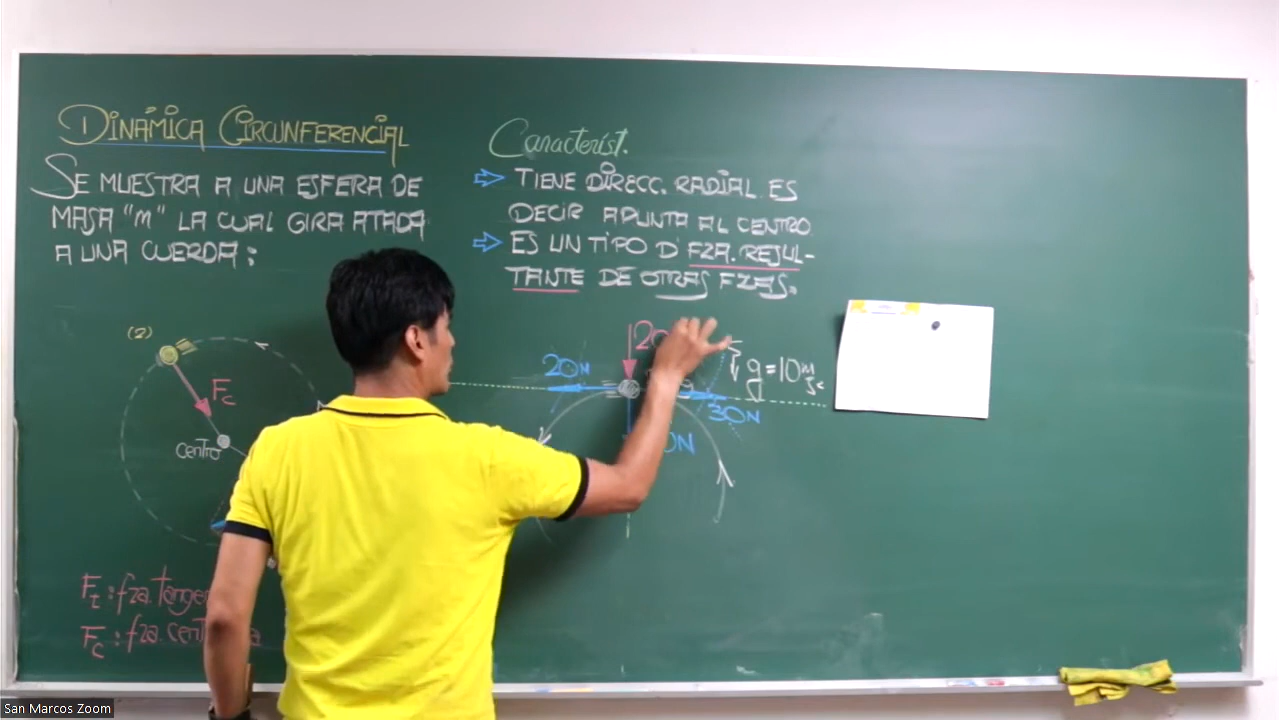 DINÁMICA CIRCUNFERENCIAL
SE MUESTRA A UNA ESFERA DE
MASA "M" LA CUAL GIRA ATADA
A UNA CUERDA:
Característ.
⇨ TIENE DIRECC. RADIAL ES
DECIR APUNTA AL CENTRO.
⇨ ES UN TIPO D' FZA. RESUL-
TANTE DE OTRAS FZAS.
(2)
Fc
centro
20N
g=10m/s²
30N
Ft: fza.
Fc: fza.
San Marcos Zoom